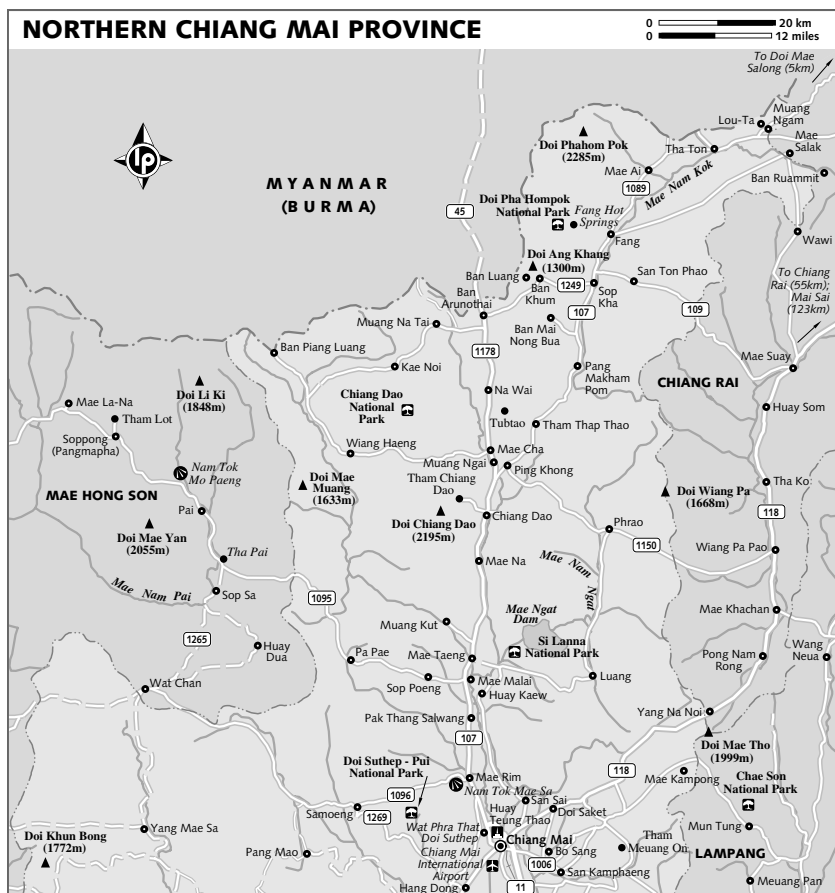 NORTHERN CHIANG MAI PROVINCE
0 20 km
0 12 miles
To Doi Mae
Salong (5km)
lp
MYANMAR
(BURMA)
Doi Phahom Pok
(2285m)
Lou-Ta
Muang
Ngam
Tha Ton
Mae
Salak
Mae Ai
Ban Ruammit
1089
Mae Nam Kok
45
Doi Pha Hompok
National Park
Fang Hot
Springs
Fang
Wawi
Doi Ang Khang
(1300m)
Ban Luang
Ban
Khum
1249
Sop
Kha
San Ton Phao
To Chiang
Rai (55km);
Mai Sai
(123km)
Ban
Arunothai
107
109
Muang Na Tai
Ban Mai
Nong Bua
1178
Ban Piang Luang
Kae Noi
Pang
Makham
Pom
Mae Suay
CHIANG RAI
Doi Li Ki
(1848m)
Mae La-Na
Chiang Dao
National
Park
Na Wai
Huay Som
Tham Lot
Tubtao
Soppong
(Pangmapha)
Tham Thap Thao
Wiang Haeng
Mae Cha
Nam Tok
Mo Paeng
Muang Ngai
Ping Khong
Doi Mae
Muang
(1633m)
Tham Chiang
Dao
Tha Ko
MAE HONG SON
Doi Wiang Pa
(1668m)
Pai
Doi Chiang Dao
(2195m)
Chiang Dao
118
Doi Mae Yan
(2055m)
Phrao
1150
Wiang Pa Pao
Tha Pai
Mae Na
Mae Nam
Ngat
Mae Nam Pai
Sop Sa
1095
Mae Ngat
Dam
Mae Khachan
Muang Kut
1265
Huay
Dua
Si Lanna
National Park
Wang
Neua
Pa Pae
Mae Taeng
Pong Nam
Rong
Sop Poeng
Mae Malai
Luang
Wat Chan
Huay Kaew
Pak Thang Salwang
Yang Na Noi
107
Doi Mae Tho
(1999m)
Doi Suthep - Pui
National Park
118
Mae Rim
Mae Kampong
Nam Tok Mae Sa
Chae Son
National Park
1096
Samoeng
San Sai
1269
Huay
Teung Thao
Doi Saket
Yang Mae Sa
Wat Phra That
Doi Suthep
Mun Tung
Doi Khun Bong
(1772m)
Chiang Mai
Tham
Meuang On
Pang Mao
Chiang Mai
International
Airport
Bo Sang
LAMPANG
1006
San Kamphaeng
Hang Dong
11
Meuang Pan